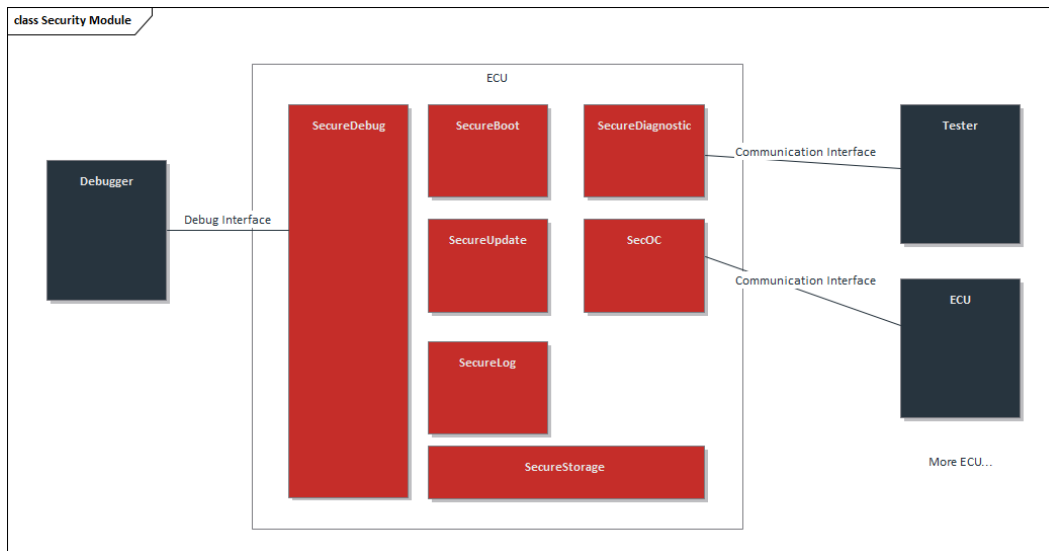 class Security Module
ECU
SecureDebug
SecureBoot
SecureDiagnostic
Tester
Communication Interface
Debugger
Debug Interface
SecureUpdate
SecOC
Communication Interface
ECU
SecureLog
SecureStorage
More ECU...